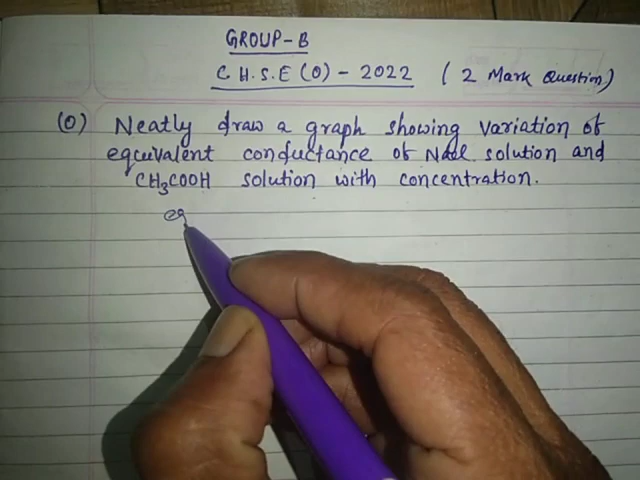 GROUP-B
C H.S.E (O) - 2022 ( 2 Mark Question)
(O) Neatly draw a graph showing variation of
equivalent conductance of Nacl solution and
CH3COOH solution with concentration.